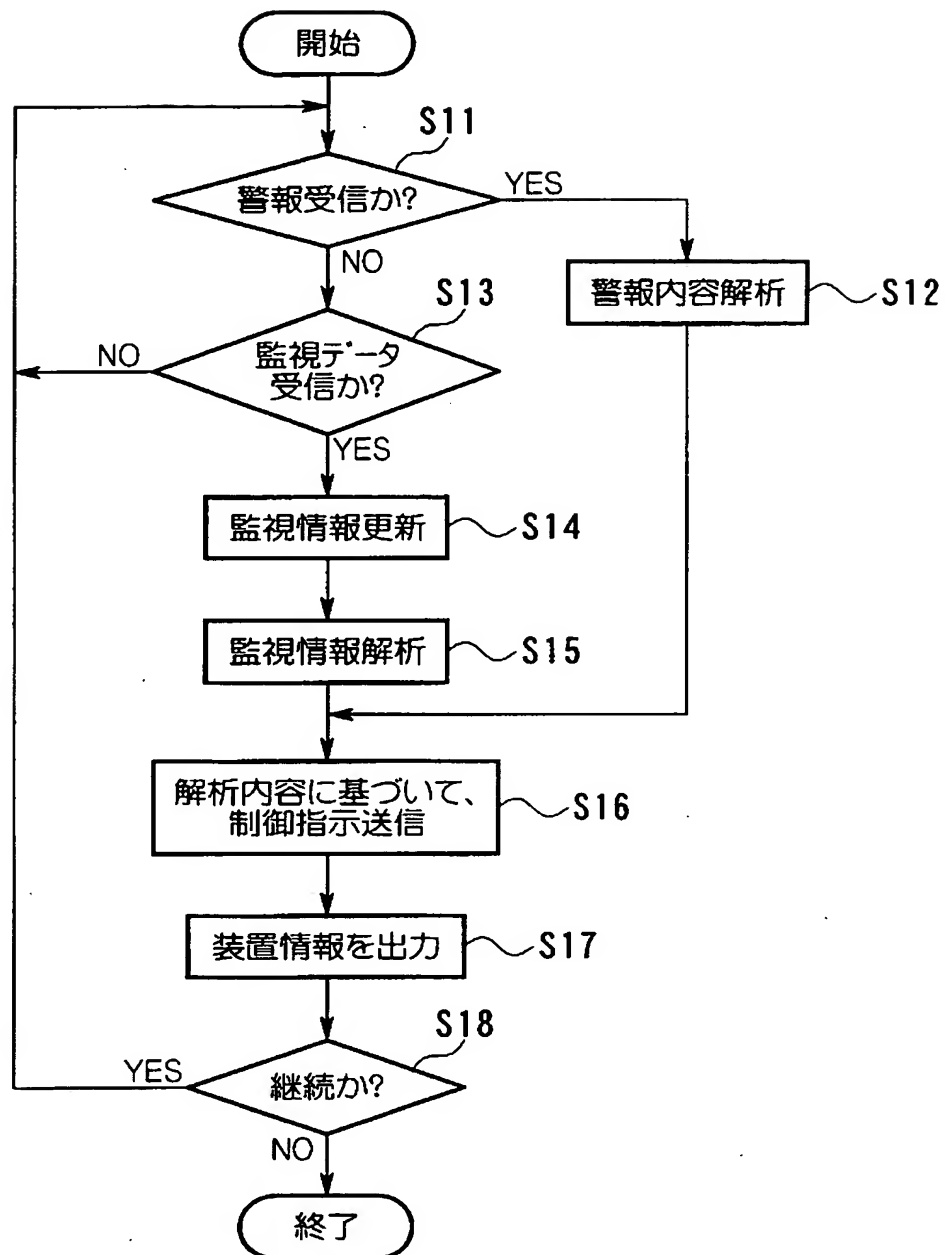 開始
S11
警報受信か?
YES
NO
警報内容解析
S12
S13
監視データ
受信か?
NO
YES
監視情報更新
S14
監視情報解析
S15
解析内容に基づいて、
制御指示送信
S16
装置情報を出力
S17
S18
継続か?
YES
NO
終了